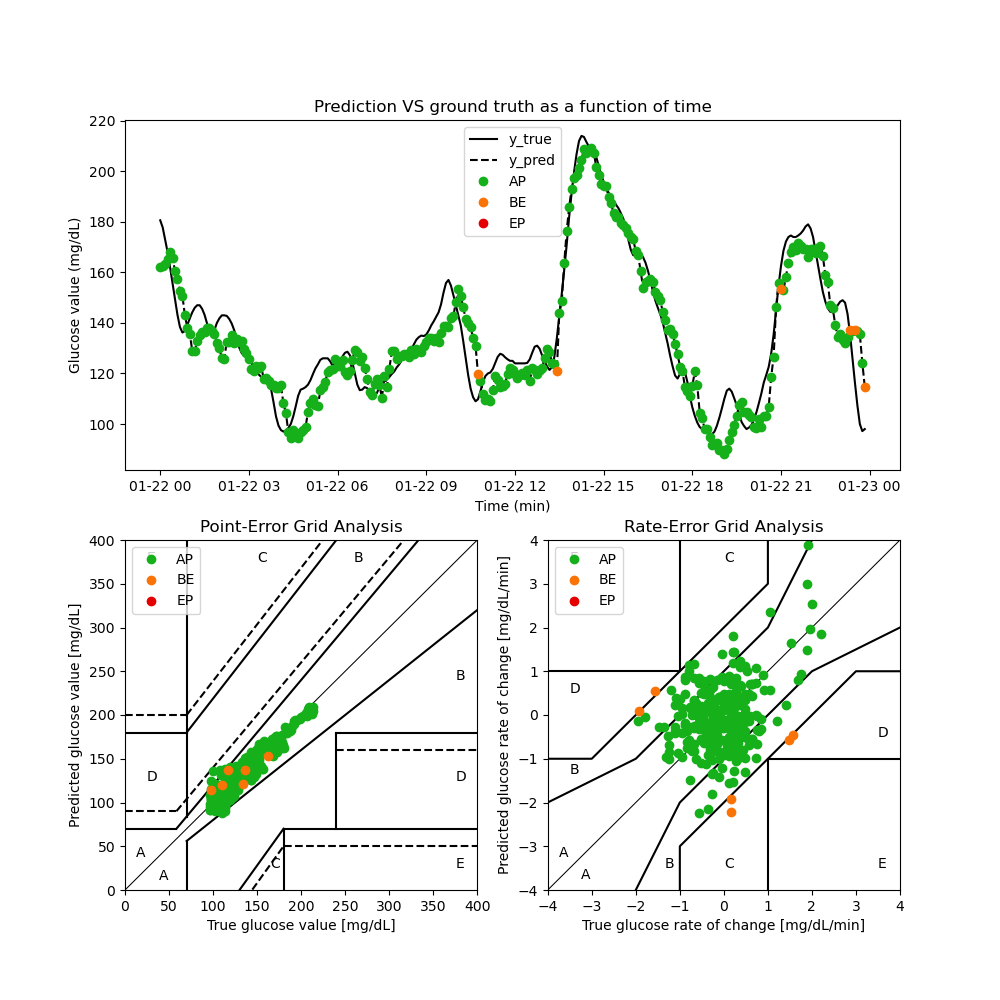 Prediction VS ground truth as a function of time
Glucose value (mg/dL)
220
200
180
160
140
120
100
y_true
y_pred
AP
BE
EP
01-22 00 01-22 03 01-22 06 01-22 09 01-22 12 01-22 15 01-22 18 01-22 21 01-23 00
Time (min)
Point-Error Grid Analysis
Predicted glucose value [mg/dL]
400
350
300
250
200
150
100
50
0
AP
BE
EP
C B
B
D D
A
A
C E
0 50 100 150 200 250 300 350 400
True glucose value [mg/dL]
Rate-Error Grid Analysis
Predicted glucose rate of change [mg/dL/min]
4
3
2
1
0
−1
−2
−3
−4
AP
BE
EP
C
D
D
B
A
A
B C E
−4 −3 −2 −1 0 1 2 3 4
True glucose rate of change [mg/dL/min]